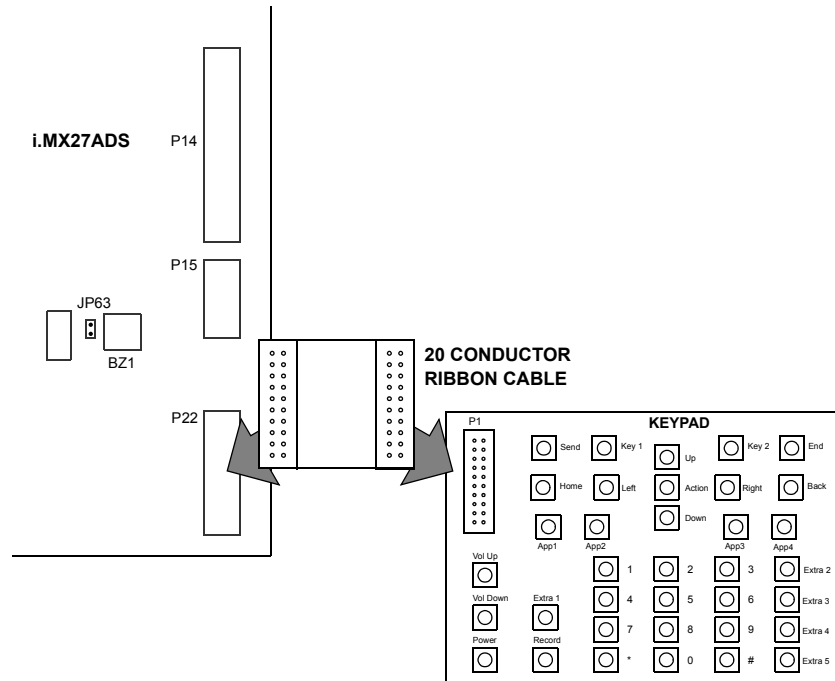 i.MX27ADS
P14
P15
JP63
BZ1
20 CONDUCTOR
RIBBON CABLE
P22
KEYPAD
P1
Send
Key 1
Up
Key 2
End
Home
Left
Action
Right
Back
Down
App1
App2
App3
App4
Vol Up
1
2
3
Extra 2
Vol Down
Extra 1
4
5
6
Extra 3
7
8
9
Extra 4
Power
Record
*
0
#
Extra 5